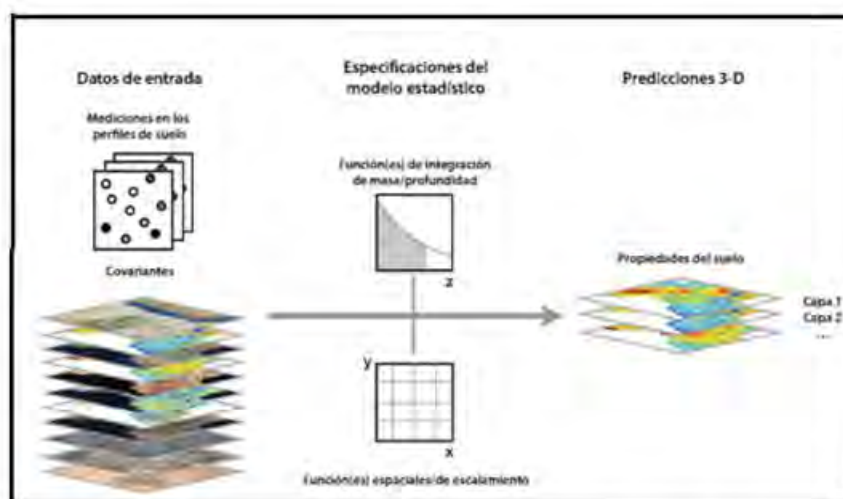 Datos de entrada
Mediciones en los
perfiles de suelo
Covariantes
Especificaciones del
modelo estadístico
Función(es) de integración
de masa/profundidad
z
y
x
Función(es) espaciales/de escalamiento
Predicciones 3-D
Propiedades del suelo
Capa 1
Capa 2
...